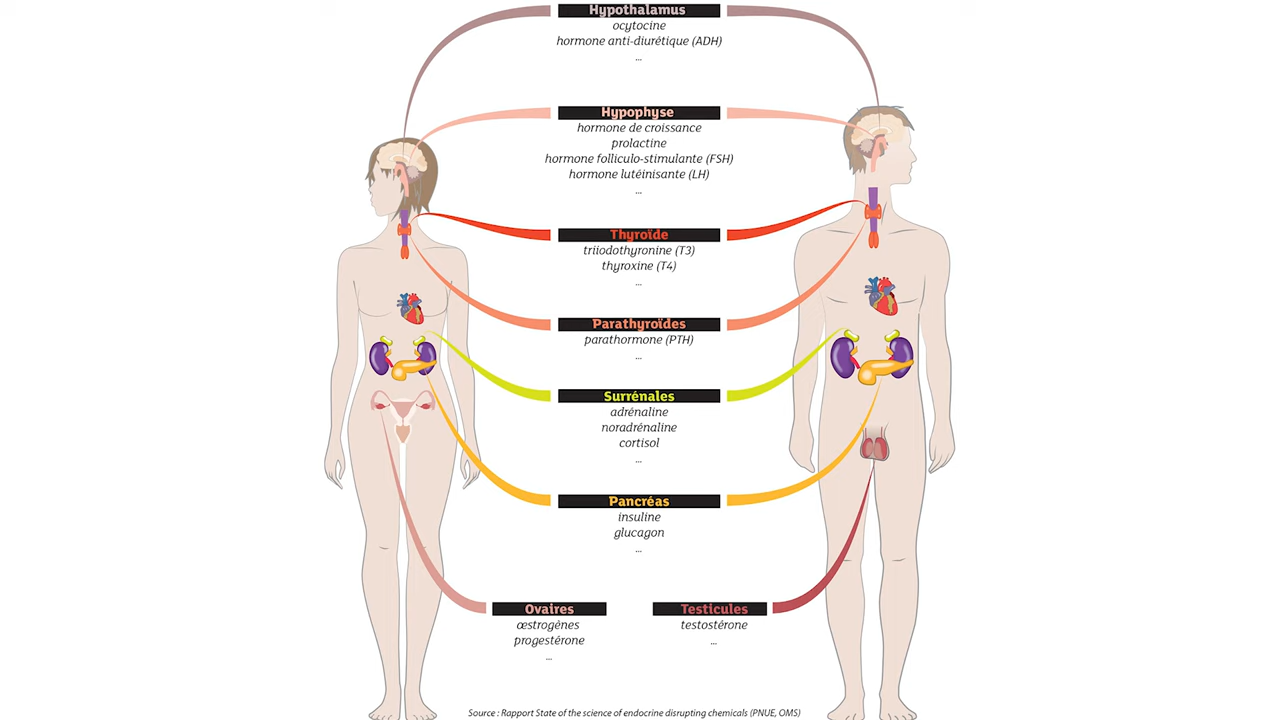 Hypothalamus
ocytocine
hormone anti-diurétique (ADH)
...
Hypophyse
hormone de croissance
prolactine
hormone folliculo-stimulante (FSH)
hormone lutéinisante (LH)
...
Thyroïde
triiodothyronine (T3)
thyroxine (T4)
...
Parathyroïdes
parathormone (PTH)
...
Surrénales
adrénaline
noradrénaline
cortisol
...
Pancréas
insuline
glucagon
...
Ovaires
œstrogènes
progestérone
...
Testicules
testostérone
...
Source : Rapport State of the science of endocrine disrupting chemicals (PNUE, OMS)